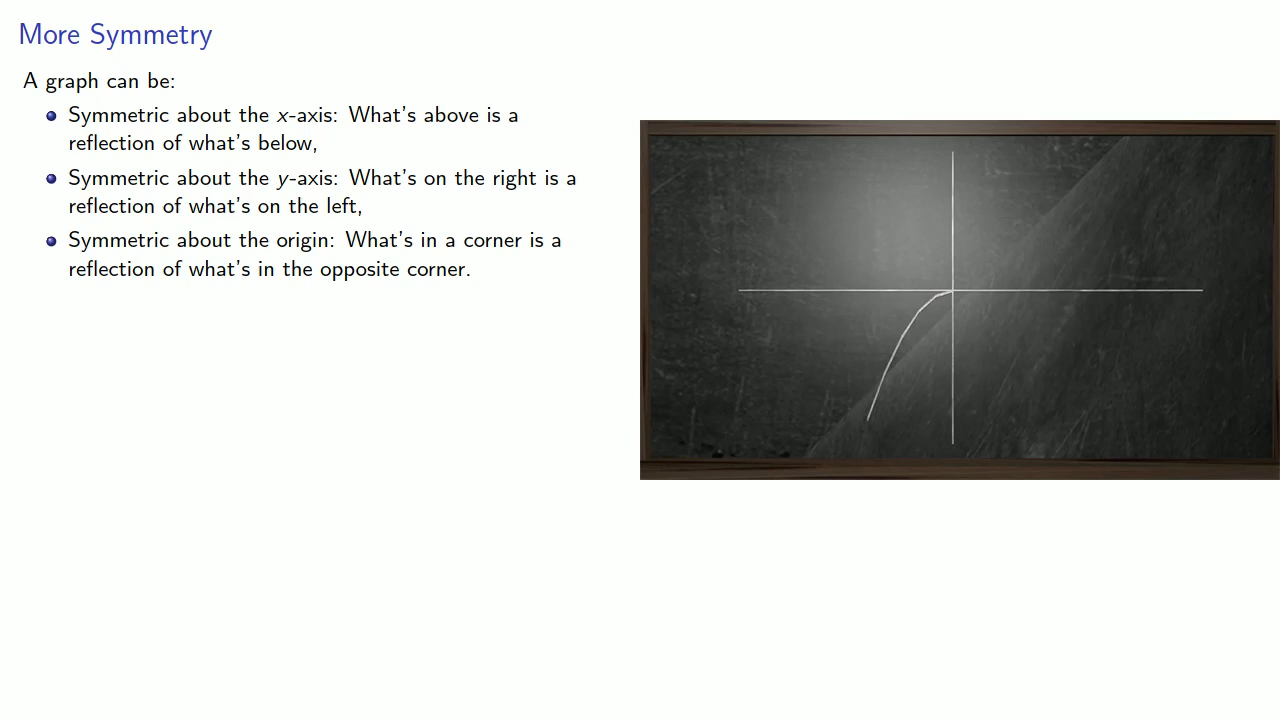 More Symmetry
A graph can be:
Symmetric about the x-axis: What's above is a
reflection of what's below,
Symmetric about the y-axis: What's on the right is a
reflection of what's on the left,
Symmetric about the origin: What's in a corner is a
reflection of what's in the opposite corner.